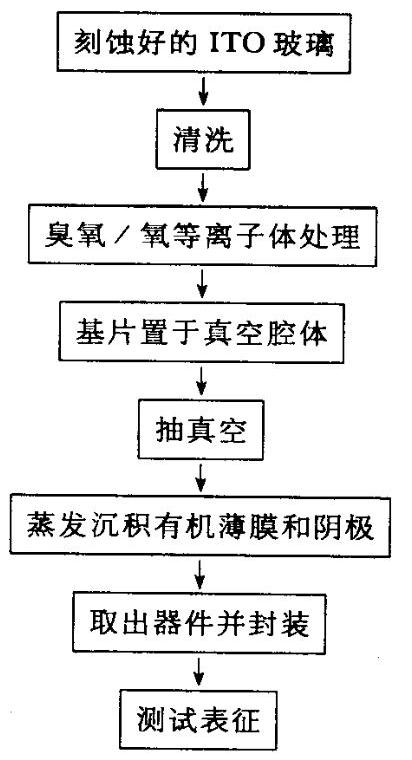 刻蚀好的 ITO 玻璃
清洗
臭氧／氧等离子体处理
基片置于真空腔体
抽真空
蒸发沉积有机薄膜和阴极
取出器件并封装
测试表征